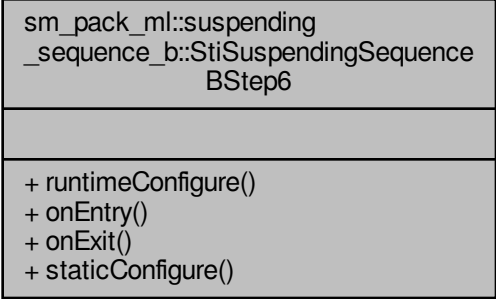 sm_pack_ml::suspending
_sequence_b::StiSuspendingSequence
BStep6
+ runtimeConfigure()
+ onEntry()
+ onExit()
+ staticConfigure()